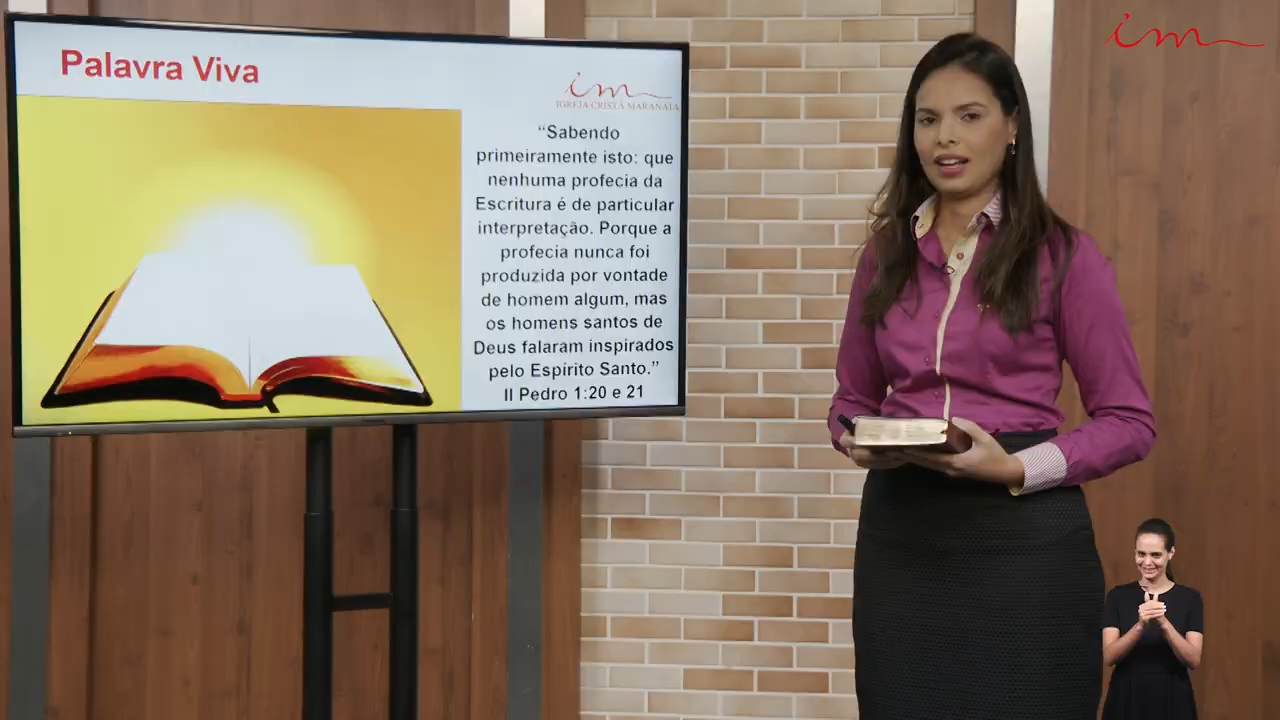 Palavra Viva
im
IGREJA CRISTÃ MARANATA
“Sabendo
primeiramente isto: que
nenhuma profecia da
Escritura é de particular
interpretação. Porque a
profecia nunca foi
produzida por vontade
de homem algum, mas
os homens santos de
Deus falaram inspirados
pelo Espírito Santo.”
II Pedro 1:20 e 21
im